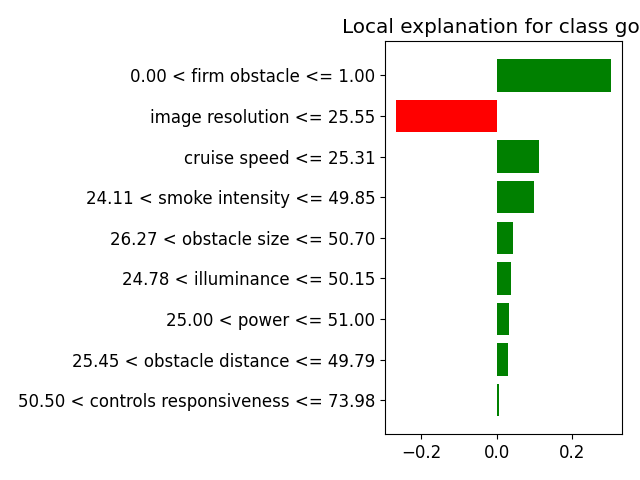 Local explanation for class go
0.00 < firm obstacle <= 1.00
image resolution <= 25.55
cruise speed <= 25.31
24.11 < smoke intensity <= 49.85
26.27 < obstacle size <= 50.70
24.78 < illuminance <= 50.15
25.00 < power <= 51.00
25.45 < obstacle distance <= 49.79
50.50 < controls responsiveness <= 73.98
−0.2 0.0 0.2